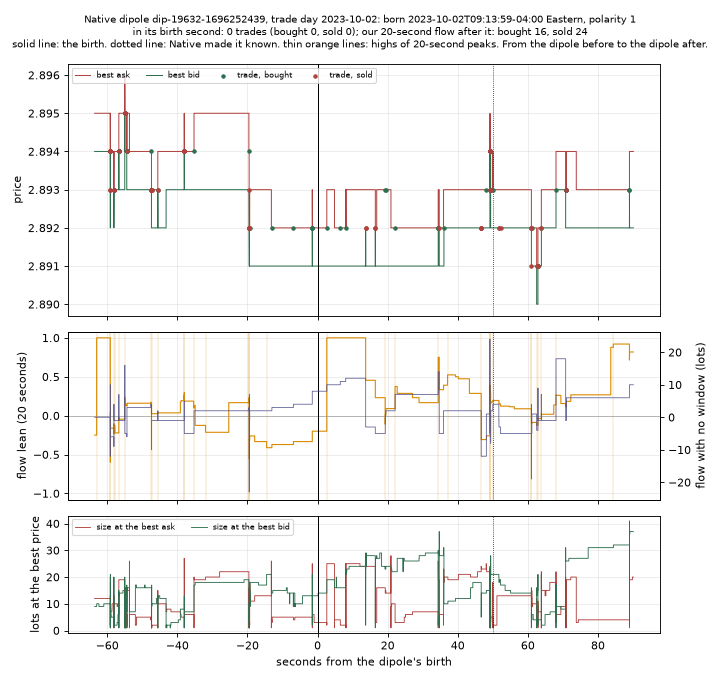 Native dipole dip-19632-1696252439, trade day 2023-10-02: born 2023-10-02T09:13:59-04:00 Eastern, polarity 1
in its birth second: 0 trades (bought 0, sold 0); our 20-second flow after it: bought 16, sold 24
solid line: the birth. dotted line: Native made it known. thin orange lines: highs of 20-second peaks. From the dipole before to the dipole after.
best ask best bid trade, bought trade, sold
2.896
2.895
2.894
2.893
2.892
2.891
2.890
price
1.0
0.5
0.0
−0.5
−1.0
flow lean (20 seconds)
20
10
0
−10
−20
flow with no window (lots)
size at the best ask size at the best bid
40
30
20
10
0
lots at the best price
−60 −40 −20 0 20 40 60 80
seconds from the dipole's birth